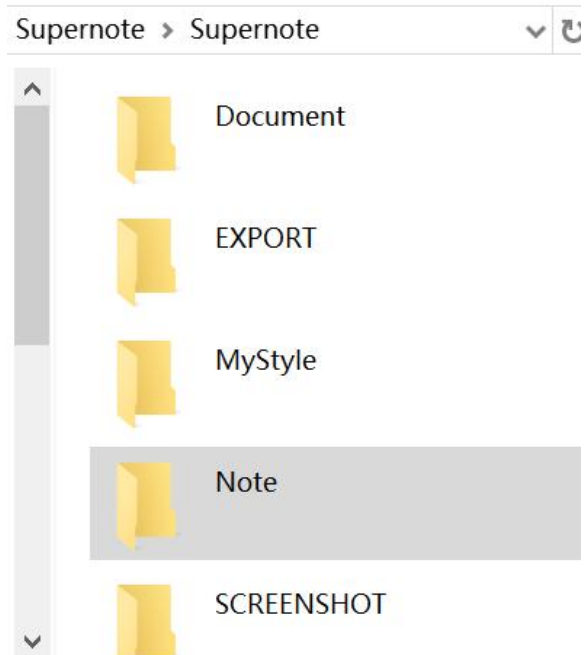 Supernote > Supernote
Document
EXPORT
MyStyle
Note
SCREENSHOT